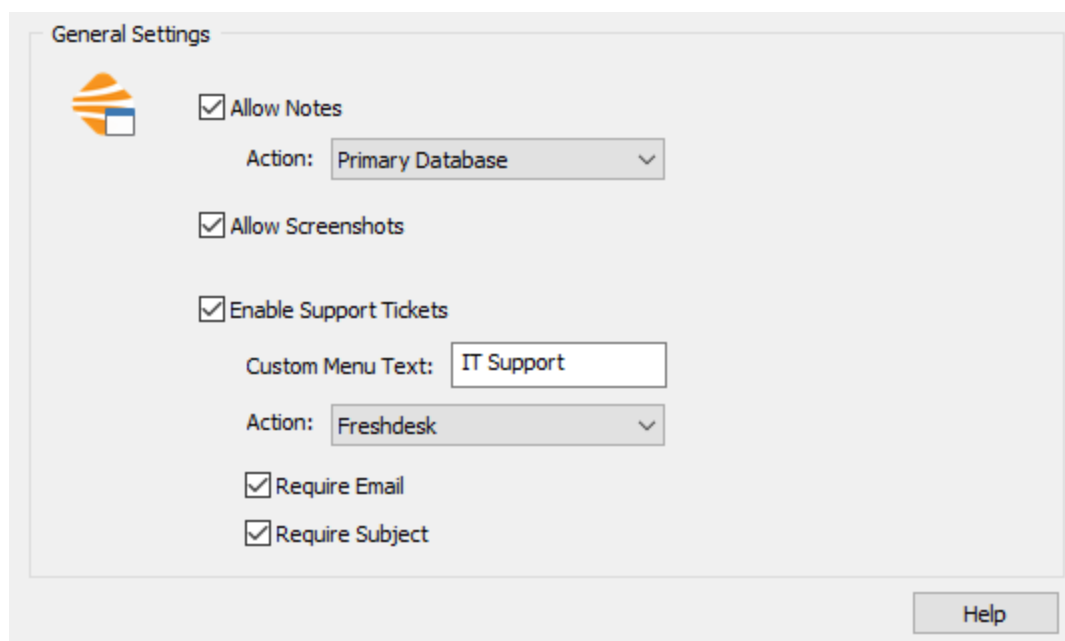 General Settings
Allow Notes
Action: Primary Database
Allow Screenshots
Enable Support Tickets
Custom Menu Text: IT Support
Action: Freshdesk
Require Email
Require Subject
Help